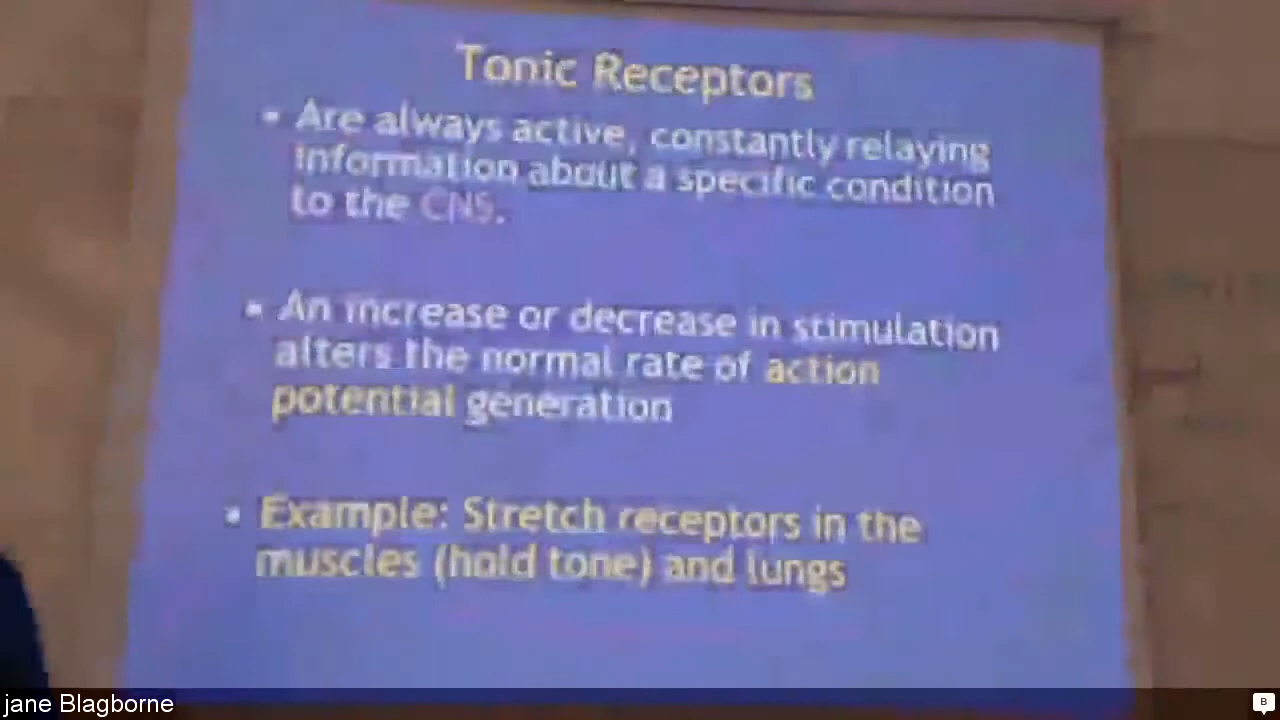 Tonic Receptors
▪ Are always active, constantly relaying
information about a specific condition
to the CNS.
▪ An increase or decrease in stimulation
alters the normal rate of action
potential generation
▪ Example: Stretch receptors in the
muscles (hold tone) and lungs
jane Blagborne
B